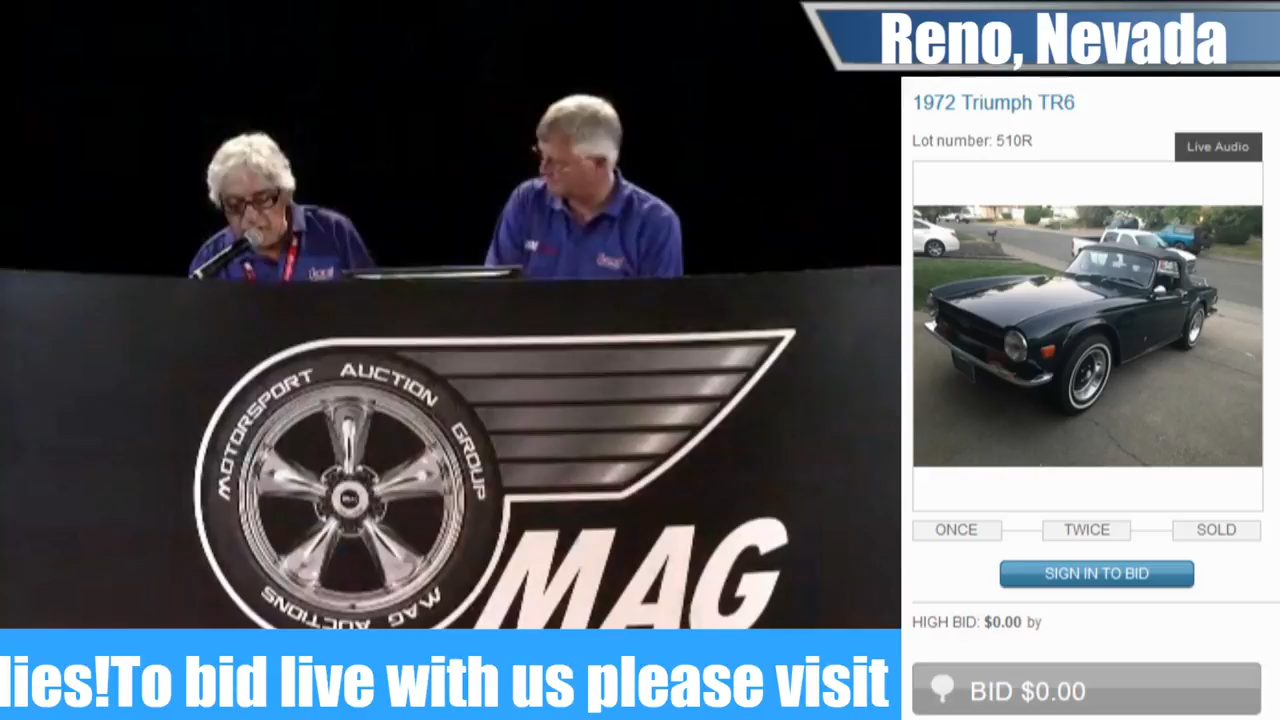 Reno, Nevada
1972 Triumph TR6
Lot number: 510R
Live Audio
MOTORSPORT AUCTION GROUP
MAG AUCTIONS
MAG
ONCE
TWICE
SOLD
SIGN IN TO BID
HIGH BID: $0.00 by
BID $0.00
lies!To bid live with us please visit